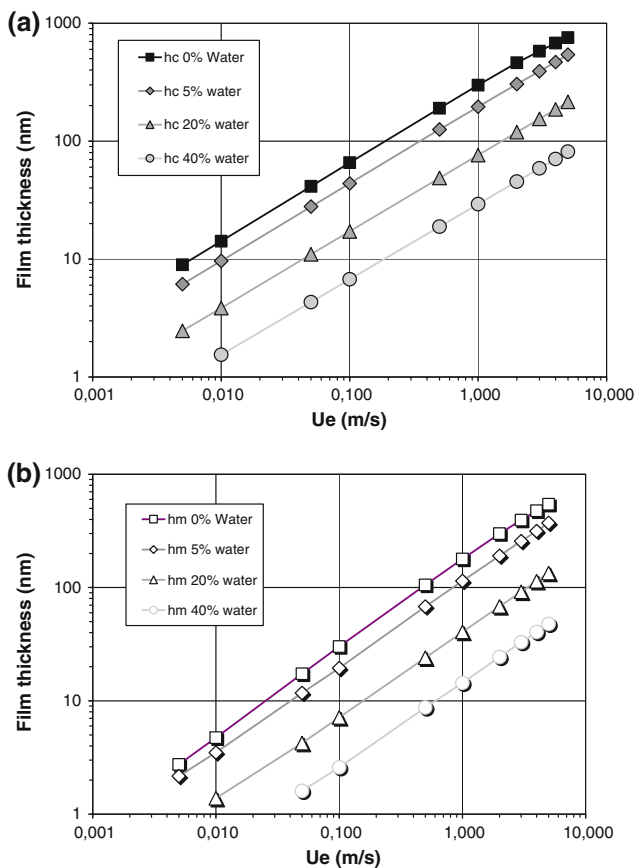 (a)
1000
100
10
1
Film thickness (nm)
hc 0% Water
hc 5% water
hc 20% water
hc 40% water
0,001 0,010 0,100 1,000 10,000
Ue (m/s)
(b)
1000
100
10
1
Film thickness (nm)
hm 0% Water
hm 5% water
hm 20% water
hm 40% water
0,001 0,010 0,100 1,000 10,000
Ue (m/s)